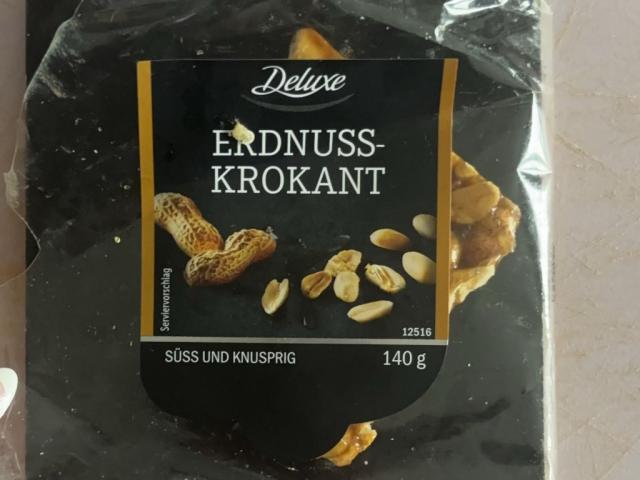 Deluxe
ERDNUSS-
KROKANT
Serviervorschlag
12516
SÜSS UND KNUSPRIG 140 g